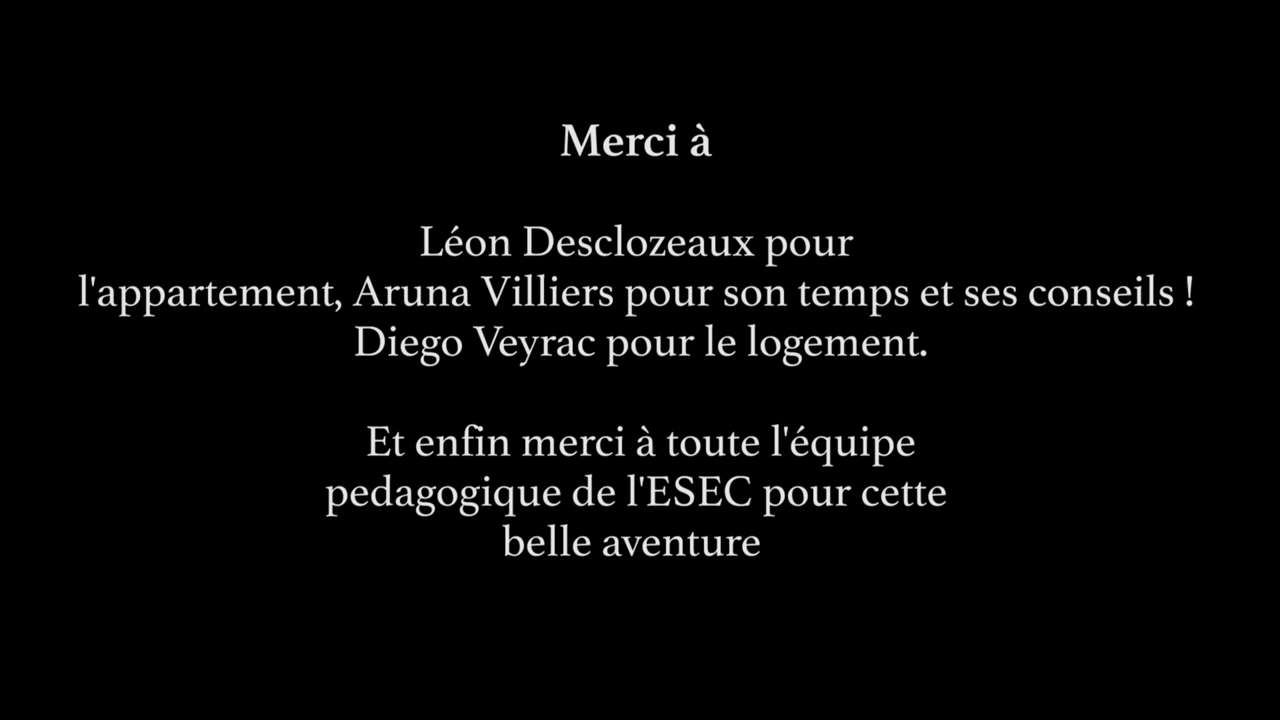 Merci à
Léon Desclozeaux pour
l'appartement, Aruna Villiers pour son temps et ses conseils !
Diego Veyrac pour le logement.
Et enfin merci à toute l'équipe
pedagogique de l'ESEC pour cette
belle aventure